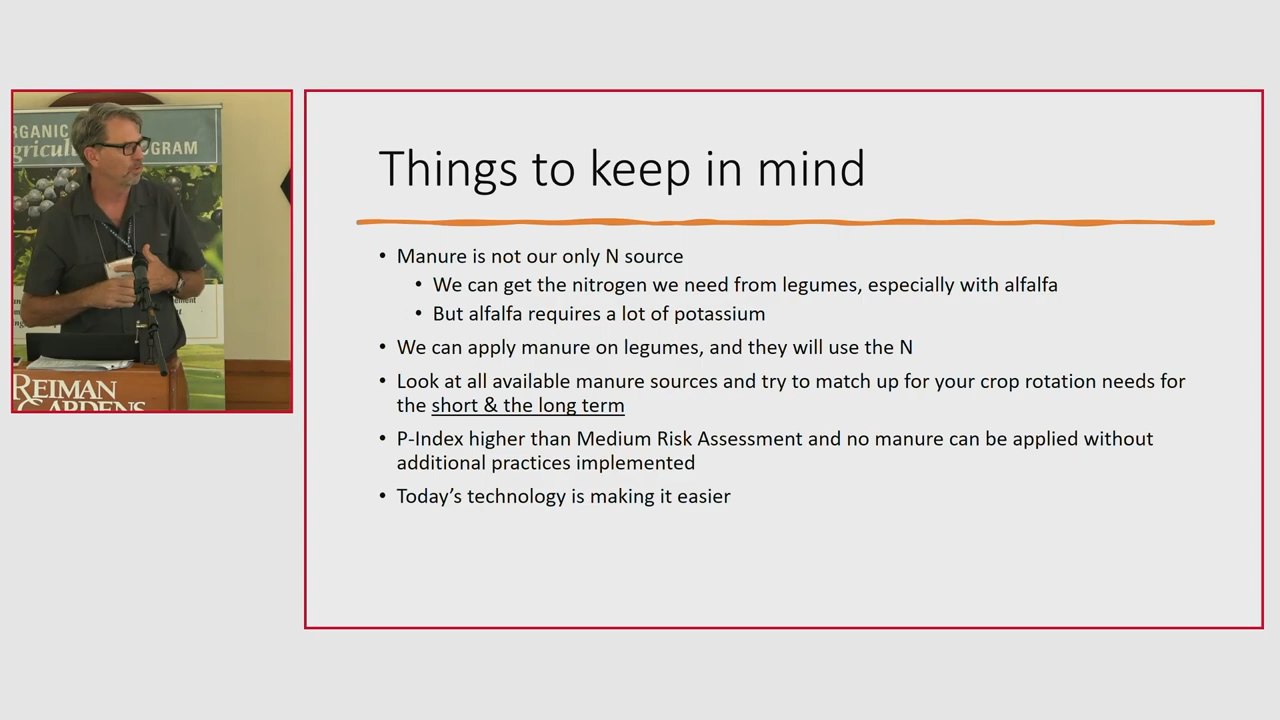 Things to keep in mind
• Manure is not our only N source
• We can get the nitrogen we need from legumes, especially with alfalfa
• But alfalfa requires a lot of potassium
• We can apply manure on legumes, and they will use the N
• Look at all available manure sources and try to match up for your crop rotation needs for
the short & the long term
• P-Index higher than Medium Risk Assessment and no manure can be applied without
additional practices implemented
• Today's technology is making it easier
RGANIC
gricul OGRAM
REIMAN
GARDENS